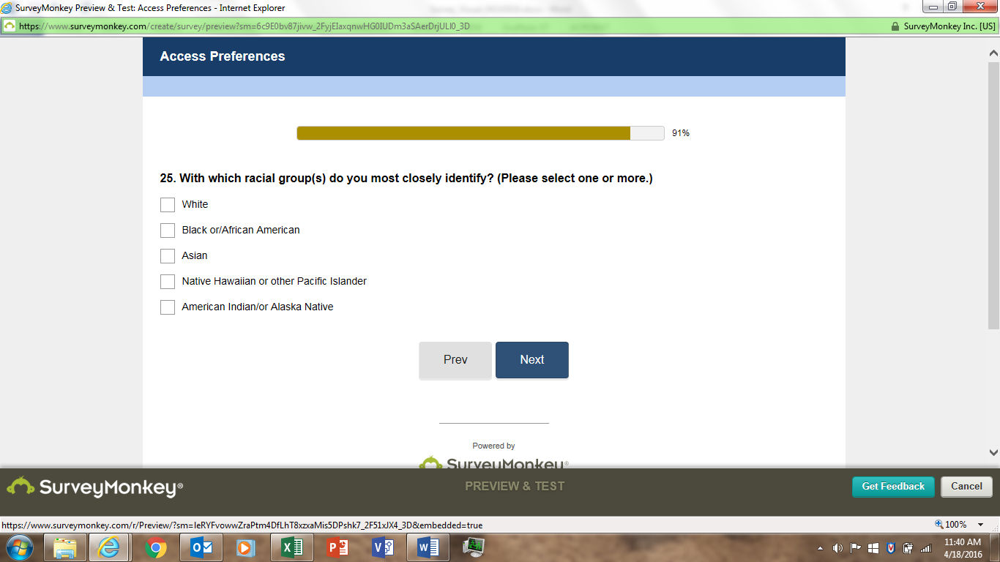 SurveyMonkey Preview & Test: Access Preferences - Internet Explorer
https://www.surveymonkey.com/create/survey/preview?sm=6c9E0bv87jivw_2FyjEIaxqnwHG0IUDm3aSAerDrjULI0_3D
SurveyMonkey Inc. [US]
Access Preferences
91%
25. With which racial group(s) do you most closely identify? (Please select one or more.)
White
Black or/African American
Asian
Native Hawaiian or other Pacific Islander
American Indian/or Alaska Native
Prev
Next
Powered by
SurveyMonkey®
SurveyMonkey®
PREVIEW & TEST
Get Feedback
Cancel
https://www.surveymonkey.com/r/Preview/?sm=IeRYFvowwZraPtm4DfLhT8xzxaMis5DPshk7_2F51xJX4_3D&embedded=true
100%
11:40 AM
4/18/2016